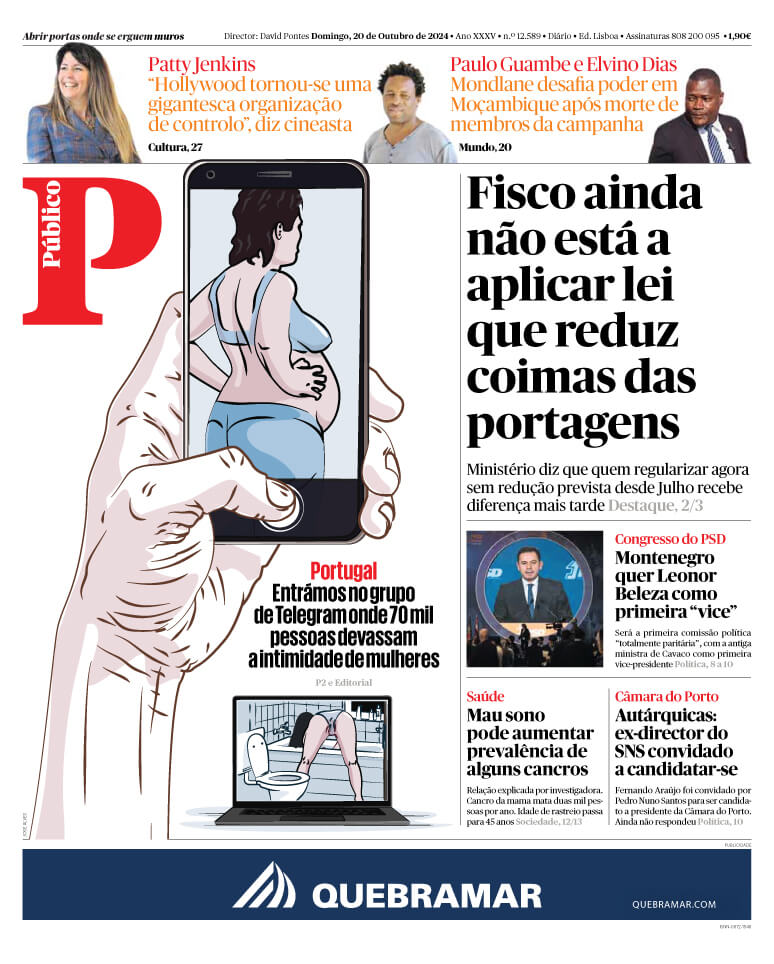 Abrir portas onde se erguem muros
Director: David Pontes Domingo, 20 de Outubro de 2024 • Ano XXXV • n.º 12.589 • Diário • Ed. Lisboa • Assinaturas 808 200 095 • 1,90€
Patty Jenkins
“Hollywood tornou-se uma
gigantesca organização
de controlo”, diz cineasta
Cultura, 27
Paulo Guambe e Elvino Dias
Mondlane desafia poder em
Moçambique após morte de
membros da campanha
Mundo, 20
Público
P
Fisco ainda
não está a
aplicar lei
que reduz
coimas das
portagens
Ministério diz que quem regularizar agora
sem redução prevista desde Julho recebe
diferença mais tarde Destaque, 2/3
Portugal
Entrámos no grupo
de Telegram onde 70 mil
pessoas devassam
a intimidade de mulheres
P2 e Editorial
Congresso do PSD
Montenegro
quer Leonor
Beleza como
primeira “vice”
Será a primeira comissão política
“totalmente paritária”, com a antiga
ministra de Cavaco como primeira
vice-presidente Política, 8 a 10
Saúde
Mau sono
pode aumentar
prevalência de
alguns cancros
Relação explicada por investigadora.
Cancro da mama mata duas mil pes-
soas por ano. Idade de rastreio passa
para 45 anos Sociedade, 12/13
Câmara do Porto
Autárquicas:
ex-director do
SNS convidado
a candidatar-se
Fernando Araújo foi convidado por
Pedro Nuno Santos para ser candida-
to a presidente da Câmara do Porto.
Ainda não respondeu Política, 10
PUBLICIDADE
QUEBRAMAR
QUEBRAMAR.COM